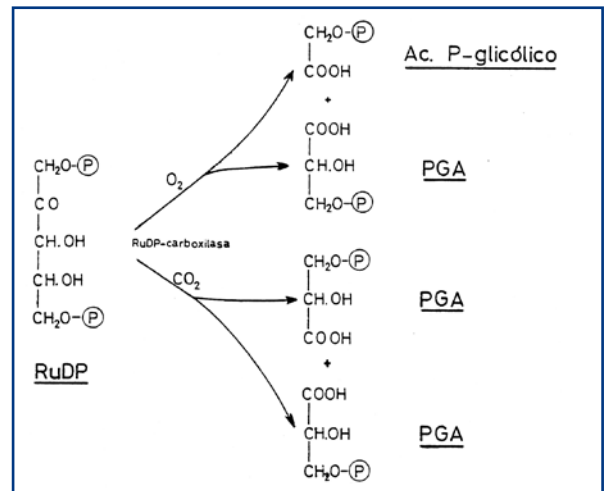 CH₂O-Ⓟ
COOH
Ac. P-glicólico
+
COOH
CH.OH
CH₂O-Ⓟ
PGA
O₂
CH₂O-Ⓟ
CO
CH.OH
CH.OH
CH₂O-Ⓟ
RuDP
RuDP-carboxilasa
CO₂
CH₂O-Ⓟ
CH.OH
COOH
PGA
+
COOH
CH.OH
CH₂O-Ⓟ
PGA